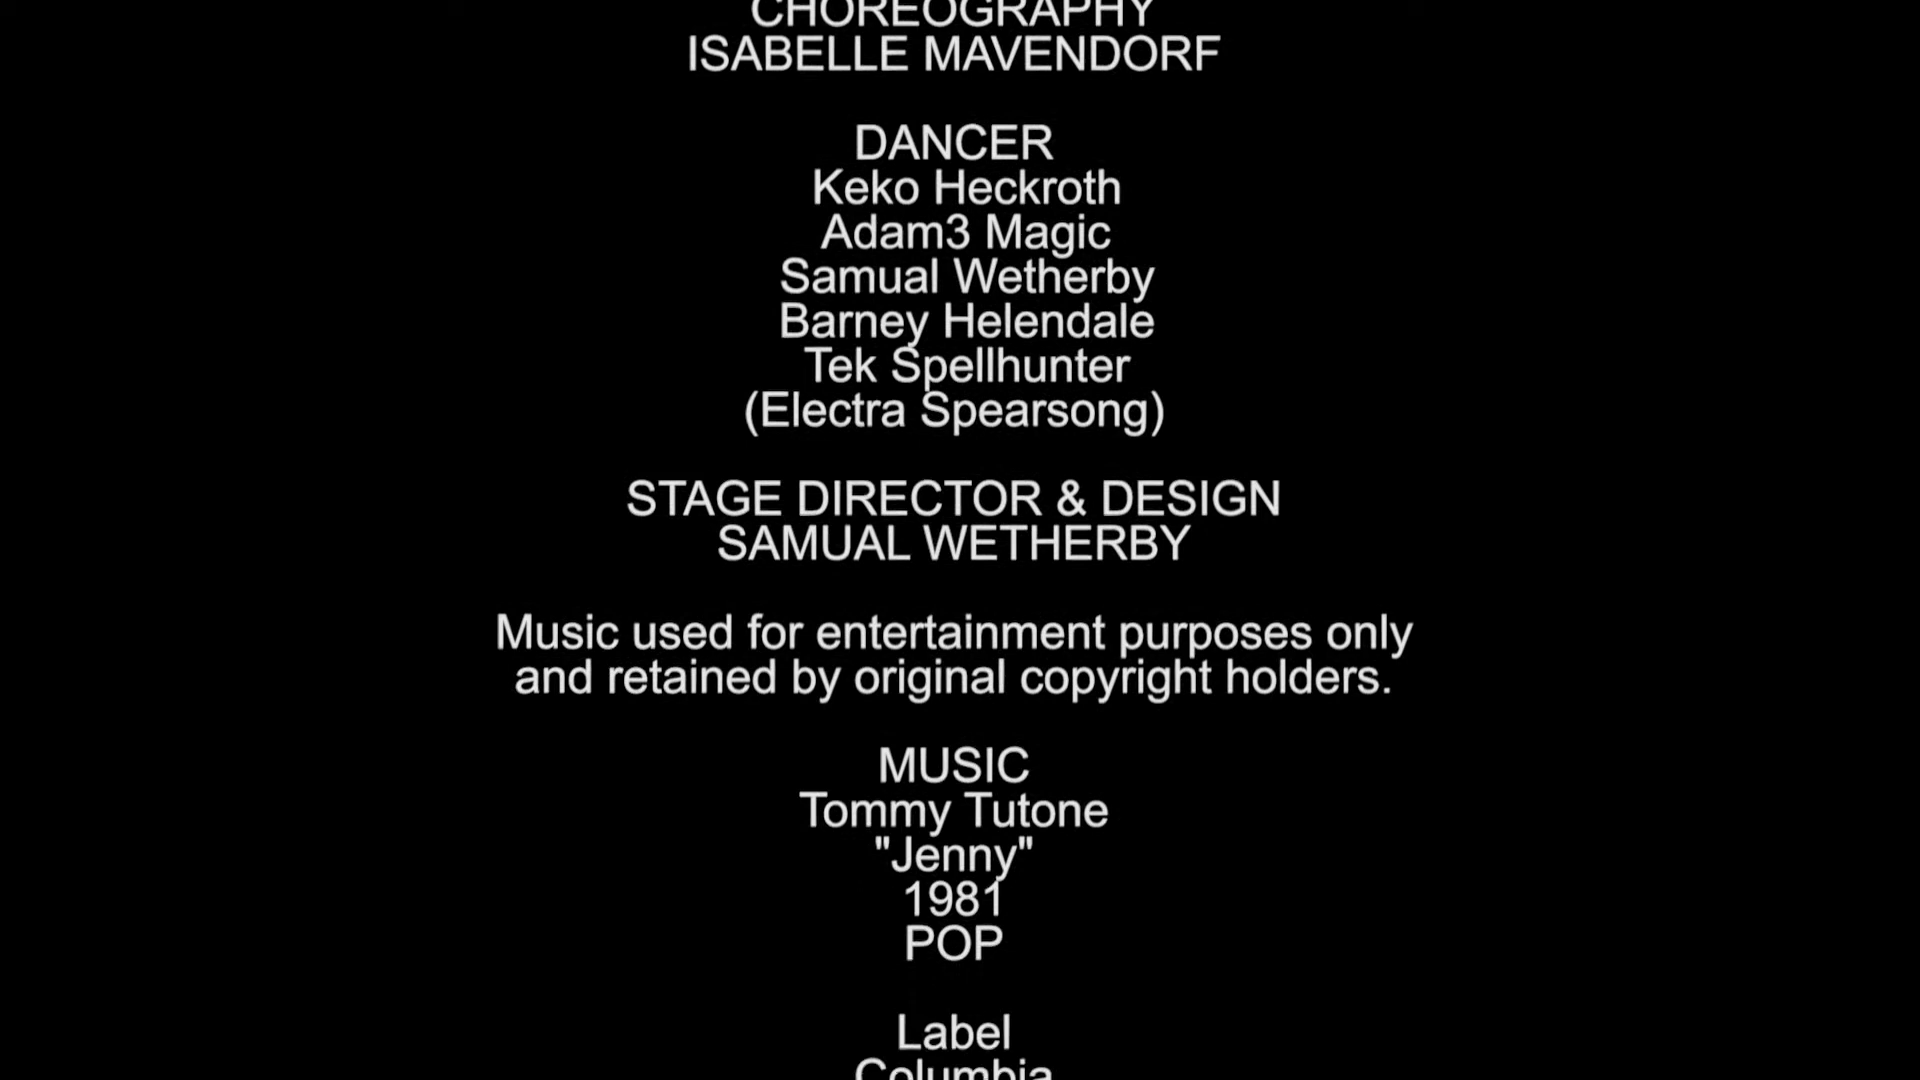 CHOREOGRAPHY
ISABELLE MAVENDORF
DANCER
Keko Heckroth
Adam3 Magic
Samual Wetherby
Barney Helendale
Tek Spellhunter
(Electra Spearsong)
STAGE DIRECTOR & DESIGN
SAMUAL WETHERBY
Music used for entertainment purposes only
and retained by original copyright holders.
MUSIC
Tommy Tutone
"Jenny"
1981
POP
Label
Columbia